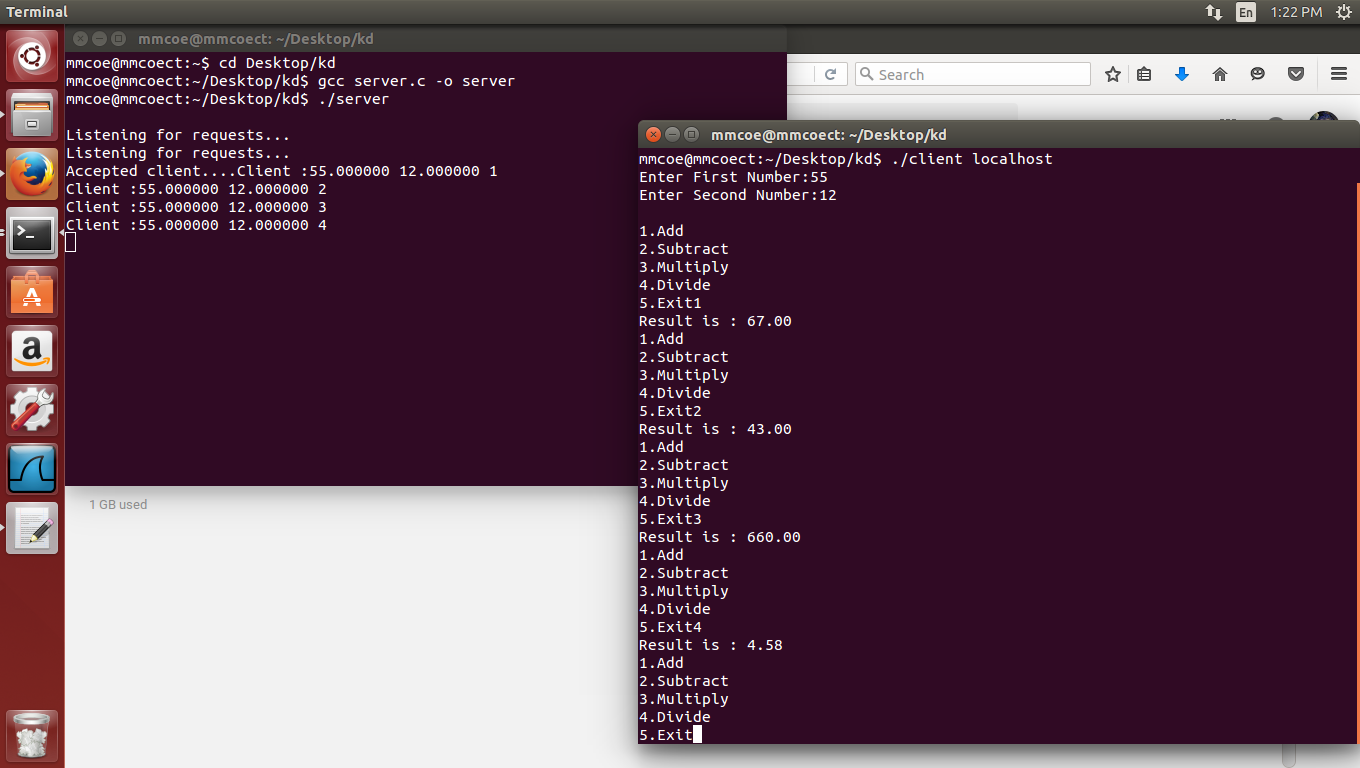 Terminal
En
1:22 PM
mmcoe@mmcoect: ~/Desktop/kd
mmcoe@mmcoect:~$ cd Desktop/kd
mmcoe@mmcoect:~/Desktop/kd$ gcc server.c -o server
mmcoe@mmcoect:~/Desktop/kd$ ./server
Listening for requests...
Listening for requests...
Accepted client....Client :55.000000 12.000000 1
Client :55.000000 12.000000 2
Client :55.000000 12.000000 3
Client :55.000000 12.000000 4
Search
1 GB used
mmcoe@mmcoect: ~/Desktop/kd
mmcoe@mmcoect:~/Desktop/kd$ ./client localhost
Enter First Number:55
Enter Second Number:12
1.Add
2.Subtract
3.Multiply
4.Divide
5.Exit1
Result is : 67.00
1.Add
2.Subtract
3.Multiply
4.Divide
5.Exit2
Result is : 43.00
1.Add
2.Subtract
3.Multiply
4.Divide
5.Exit3
Result is : 660.00
1.Add
2.Subtract
3.Multiply
4.Divide
5.Exit4
Result is : 4.58
1.Add
2.Subtract
3.Multiply
4.Divide
5.Exit